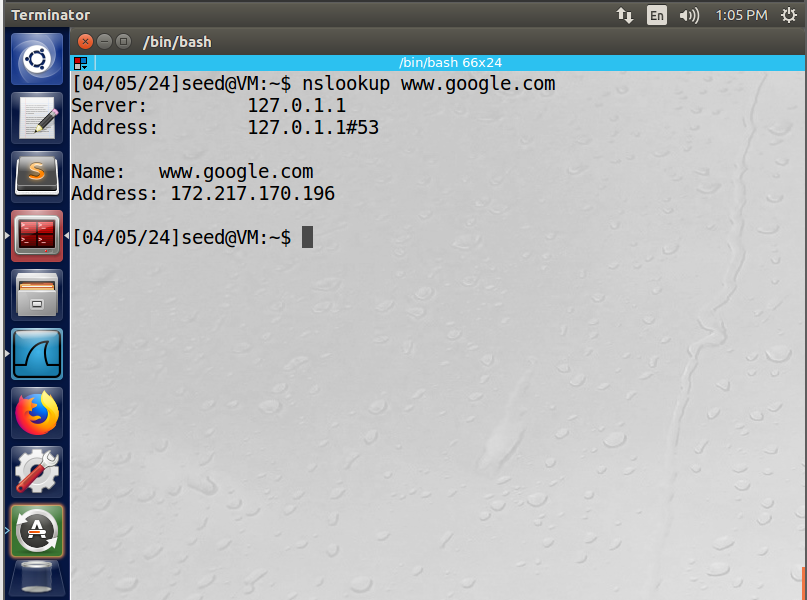 Terminator
En
1:05 PM
/bin/bash
/bin/bash 66x24
[04/05/24]seed@VM:~$ nslookup www.google.com
Server:         127.0.1.1
Address:        127.0.1.1#53
Name:   www.google.com
Address: 172.217.170.196
[04/05/24]seed@VM:~$